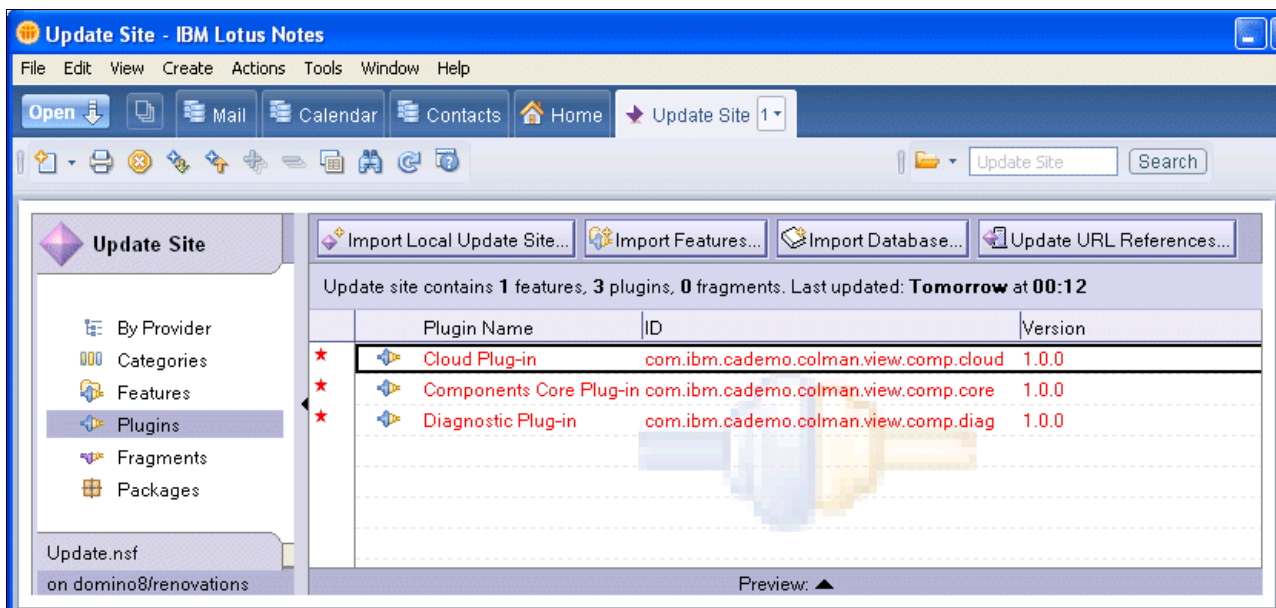 Update Site - IBM Lotus Notes
File Edit View Create Actions Tools Window Help
Open Mail Calendar Contacts Home Update Site 1
Update Site Search
Update Site
Import Local Update Site... Import Features... Import Database... Update URL References...
Update site contains 1 features, 3 plugins, 0 fragments. Last updated: Tomorrow at 00:12
Plugin Name ID Version
Cloud Plug-in com.ibm.cademo.colman.view.comp.cloud 1.0.0
Components Core Plug-in com.ibm.cademo.colman.view.comp.core 1.0.0
Diagnostic Plug-in com.ibm.cademo.colman.view.comp.diag 1.0.0
By Provider
Categories
Features
Plugins
Fragments
Packages
Update.nsf
on domino8/renovations
Preview: